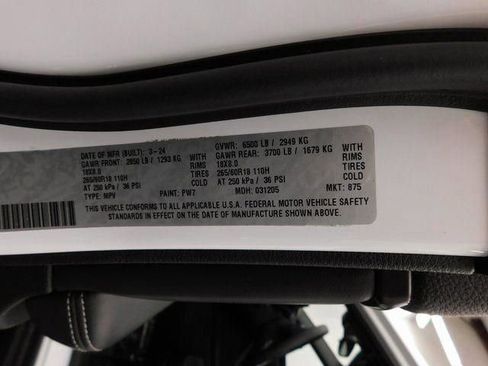 DATE OF MFR (BUILT): 3-24 GVWR: 6500 LB / 2949 KG
GAWR FRONT: 2850 LB / 1293 KG WITH GAWR REAR: 3700 LB / 1679 KG WITH
18X8.0 RIMS 18X8.0 RIMS
265/60R18 110H TIRES 265/60R18 110H TIRES
AT 250 kPa / 36 PSI COLD AT 250 kPa / 36 PSI COLD
TYPE: MPV PAINT: PW7 MDH: 031205 MKT: 875
THIS VEHICLE CONFORMS TO ALL APPLICABLE U.S.A. FEDERAL MOTOR VEHICLE SAFETY
STANDARDS IN EFFECT ON THE DATE OF MANUFACTURE SHOWN ABOVE.